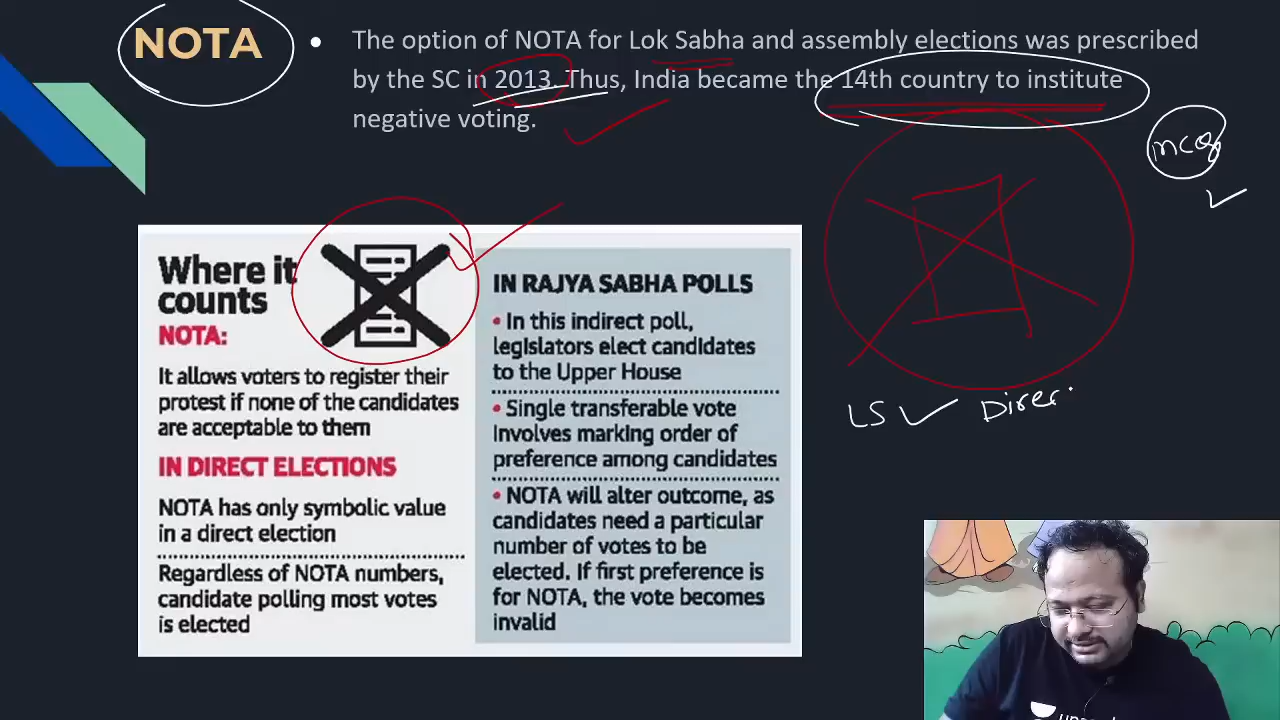 NOTA
• The option of NOTA for Lok Sabha and assembly elections was prescribed
by the SC in 2013. Thus, India became the 14th country to institute
negative voting.
mcq
Where it
counts
NOTA:
It allows voters to register their
protest if none of the candidates
are acceptable to them
IN DIRECT ELECTIONS
NOTA has only symbolic value
in a direct election
Regardless of NOTA numbers,
candidate polling most votes
is elected
IN RAJYA SABHA POLLS
• In this indirect poll,
legislators elect candidates
to the Upper House
• Single transferable vote
involves marking order of
preference among candidates
• NOTA will alter outcome, as
candidates need a particular
number of votes to be
elected. If first preference is
for NOTA, the vote becomes
invalid
LS ✓ Direr